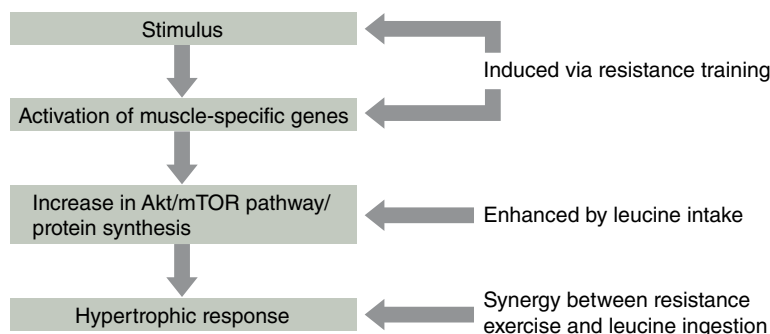 Stimulus
Induced via resistance training
Activation of muscle-specific genes
Increase in Akt/mTOR pathway/
protein synthesis
Enhanced by leucine intake
Hypertrophic response
Synergy between resistance
exercise and leucine ingestion